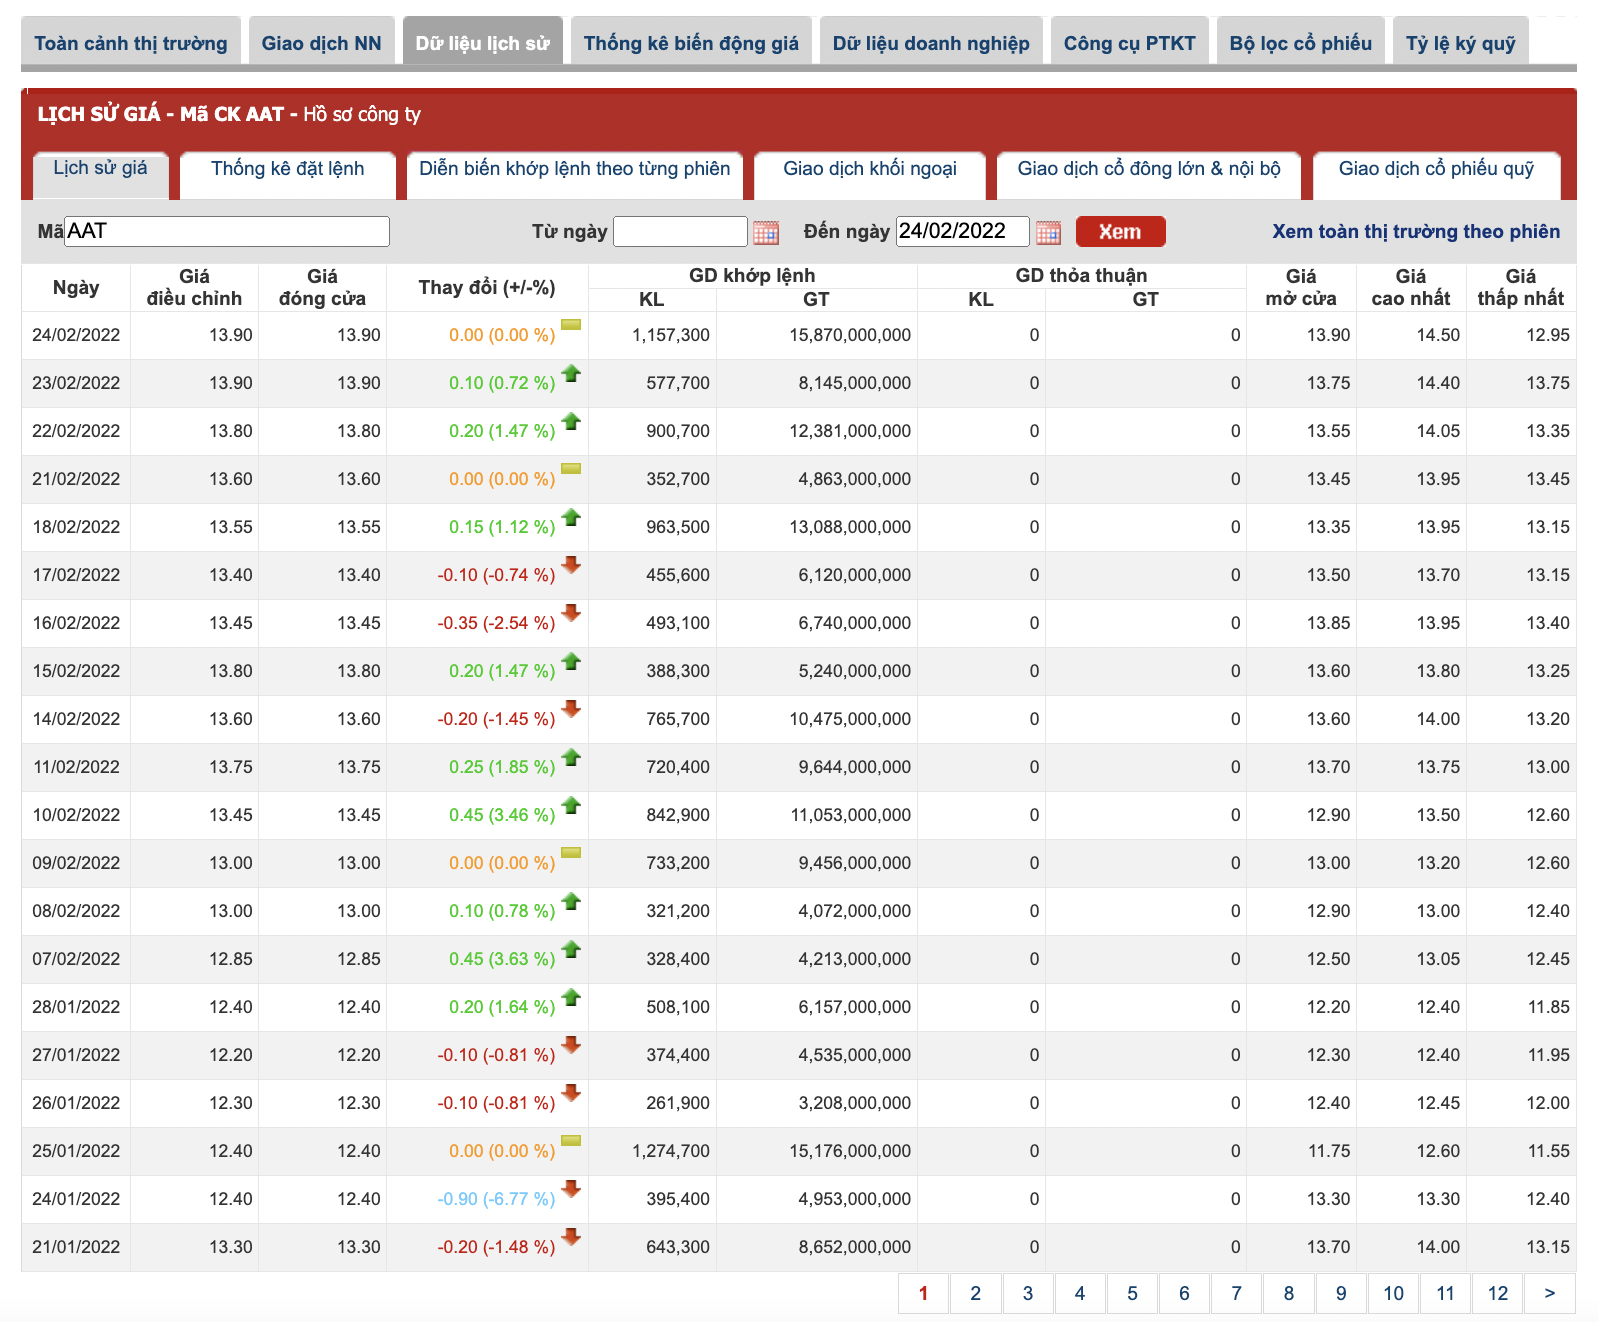 Toàn cảnh thị trường Giao dịch NN Dữ liệu lịch sử Thống kê biến động giá Dữ liệu doanh nghiệp Công cụ PTKT Bộ lọc cổ phiếu Tỷ lệ ký quỹ
LỊCH SỬ GIÁ - Mã CK AAT - Hồ sơ công ty
Lịch sử giá Thống kê đặt lệnh Diễn biến khớp lệnh theo từng phiên Giao dịch khối ngoại Giao dịch cổ đông lớn & nội bộ Giao dịch cổ phiếu quỹ
Mã AAT Từ ngày Đến ngày 24/02/2022 Xem Xem toàn thị trường theo phiên
Ngày Giá điều chỉnh Giá đóng cửa Thay đổi (+/-%) GD khớp lệnh GD thỏa thuận Giá mở cửa Giá cao nhất Giá thấp nhất
KL GT KL GT
24/02/2022 13.90 13.90 0.00 (0.00 %) 1,157,300 15,870,000,000 0 0 13.90 14.50 12.95
23/02/2022 13.90 13.90 0.10 (0.72 %) 577,700 8,145,000,000 0 0 13.75 14.40 13.75
22/02/2022 13.80 13.80 0.20 (1.47 %) 900,700 12,381,000,000 0 0 13.55 14.05 13.35
21/02/2022 13.60 13.60 0.00 (0.00 %) 352,700 4,863,000,000 0 0 13.45 13.95 13.45
18/02/2022 13.55 13.55 0.15 (1.12 %) 963,500 13,088,000,000 0 0 13.35 13.95 13.15
17/02/2022 13.40 13.40 -0.10 (-0.74 %) 455,600 6,120,000,000 0 0 13.50 13.70 13.15
16/02/2022 13.45 13.45 -0.35 (-2.54 %) 493,100 6,740,000,000 0 0 13.85 13.95 13.40
15/02/2022 13.80 13.80 0.20 (1.47 %) 388,300 5,240,000,000 0 0 13.60 13.80 13.25
14/02/2022 13.60 13.60 -0.20 (-1.45 %) 765,700 10,475,000,000 0 0 13.60 14.00 13.20
11/02/2022 13.75 13.75 0.25 (1.85 %) 720,400 9,644,000,000 0 0 13.70 13.75 13.00
10/02/2022 13.45 13.45 0.45 (3.46 %) 842,900 11,053,000,000 0 0 12.90 13.50 12.60
09/02/2022 13.00 13.00 0.00 (0.00 %) 733,200 9,456,000,000 0 0 13.00 13.20 12.60
08/02/2022 13.00 13.00 0.10 (0.78 %) 321,200 4,072,000,000 0 0 12.90 13.00 12.40
07/02/2022 12.85 12.85 0.45 (3.63 %) 328,400 4,213,000,000 0 0 12.50 13.05 12.45
28/01/2022 12.40 12.40 0.20 (1.64 %) 508,100 6,157,000,000 0 0 12.20 12.40 11.85
27/01/2022 12.20 12.20 -0.10 (-0.81 %) 374,400 4,535,000,000 0 0 12.30 12.40 11.95
26/01/2022 12.30 12.30 -0.10 (-0.81 %) 261,900 3,208,000,000 0 0 12.40 12.45 12.00
25/01/2022 12.40 12.40 0.00 (0.00 %) 1,274,700 15,176,000,000 0 0 11.75 12.60 11.55
24/01/2022 12.40 12.40 -0.90 (-6.77 %) 395,400 4,953,000,000 0 0 13.30 13.30 12.40
21/01/2022 13.30 13.30 -0.20 (-1.48 %) 643,300 8,652,000,000 0 0 13.70 14.00 13.15
1 2 3 4 5 6 7 8 9 10 11 12 >